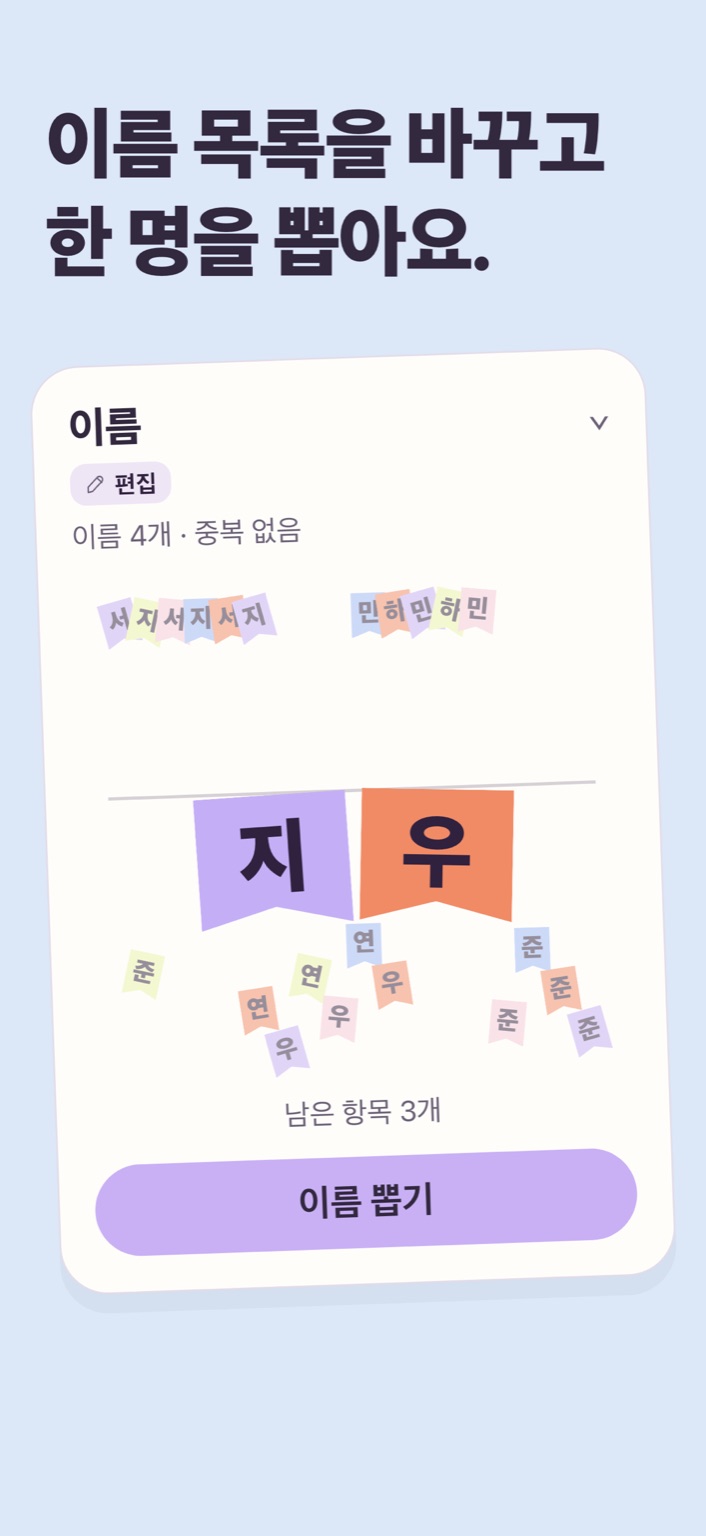 이름 목록을 바꾸고
한 명을 뽑아요.
이름
편집
이름 4개 · 중복 없음
지 서 지 지
민 하 민 하 민
지 우
연 준
준 연 우 준
연 우 준 준
우
남은 항목 3개
이름 뽑기